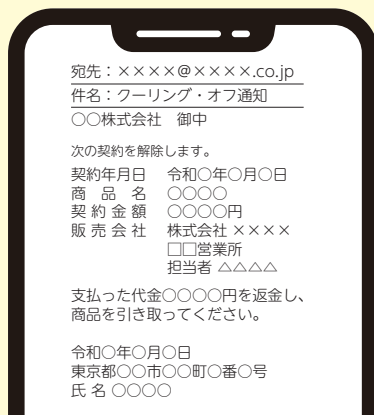 宛先：××××@××××.co.jp
件名：クーリング・オフ通知
○○株式会社　御中
次の契約を解除します。
契約年月日　令和○年○月○日
商　品　名　○○○○
契 約 金 額　○○○○円
販 売 会 社　株式会社 ××××
□□営業所
担当者 △△△△
支払った代金○○○○円を返金し、
商品を引き取ってください。
令和○年○月○日
東京都○○市○○町○番○号
氏 名 ○○○○